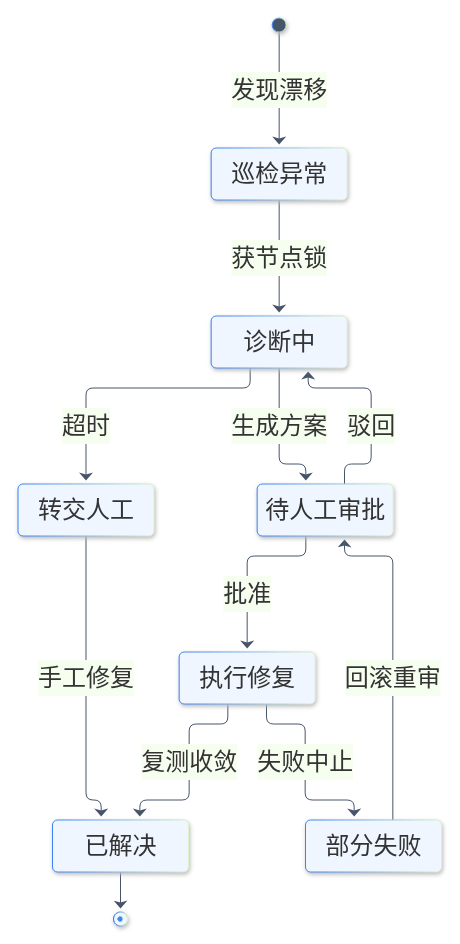 发现漂移
巡检异常
获节点锁
诊断中
超时
生成方案
驳回
转交人工
待人工审批
批准
手工修复
执行修复
回滚重审
复测收敛
失败中止
已解决
部分失败